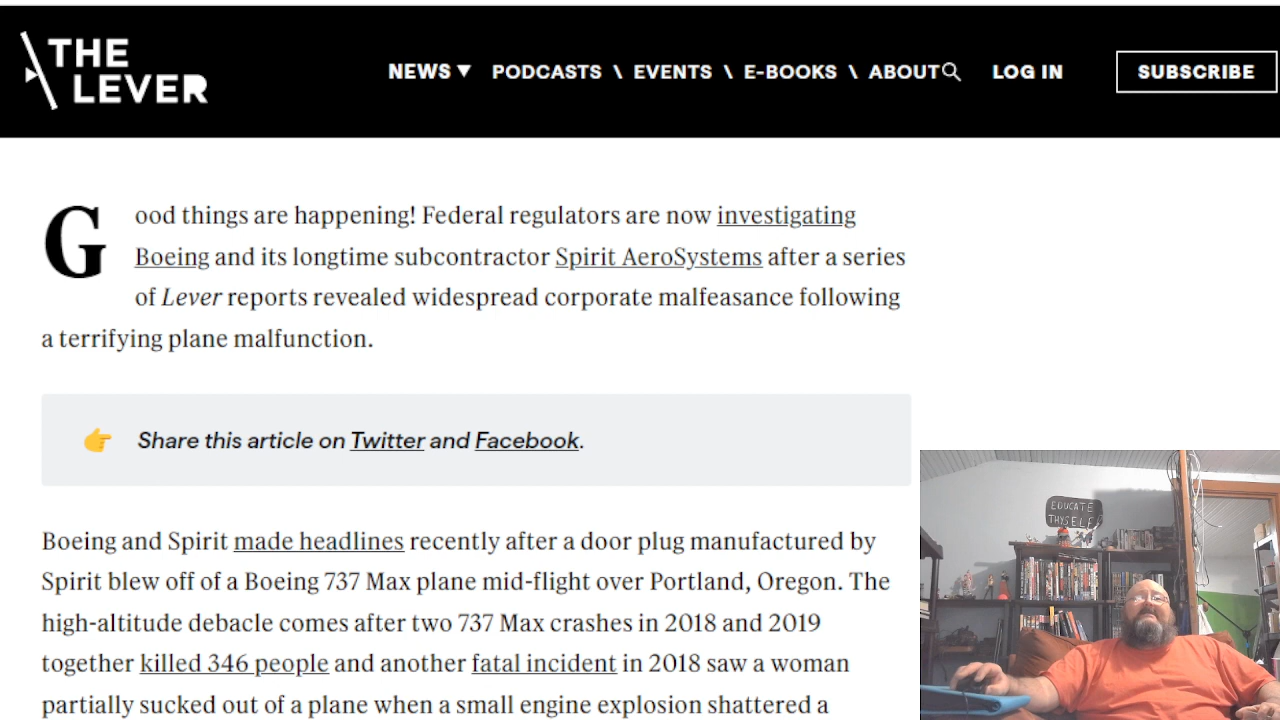 THE
LEVER
NEWS ▼ PODCASTS \ EVENTS \ E-BOOKS \ ABOUT LOG IN SUBSCRIBE
Good things are happening! Federal regulators are now investigating
Boeing and its longtime subcontractor Spirit AeroSystems after a series
of Lever reports revealed widespread corporate malfeasance following
a terrifying plane malfunction.
👉 Share this article on Twitter and Facebook.
Boeing and Spirit made headlines recently after a door plug manufactured by
Spirit blew off of a Boeing 737 Max plane mid-flight over Portland, Oregon. The
high-altitude debacle comes after two 737 Max crashes in 2018 and 2019
together killed 346 people and another fatal incident in 2018 saw a woman
partially sucked out of a plane when a small engine explosion shattered a
EDUCATE
THYSELF